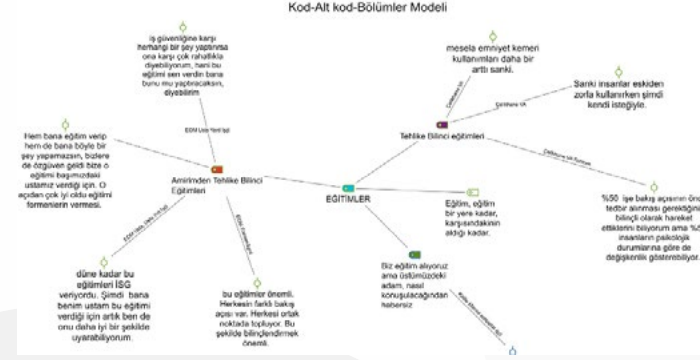 Kod-Alt kod-Bölümler Modeli
iş güvenliğine karşı
herhangi bir şey yaptırırsa
ona karşı çok rahatlıkla
diyebiliyorum, hani bu
eğitimi sen verdin bana
bunu mu yaptıracaksın,
diyebilirim
mesela emniyet kemeri
kullanımları daha bir
arttı sanki.
Sanki insanlar eskiden
zorla kullanırken şimdi
kendi isteğiyle.
Hem bana eğitim verip
hem de bana böyle bir
şey yapamazsın, bizlere
de özgüven geldi bize o
eğitimi başımızdaki
ustamız verdiği için. O
açıdan çok iyi oldu eğitimi
formenlerin vermesi.
Tehlike Bilinci eğitimleri
Amirimden Tehlike Bilinci
Eğitimleri
EĞİTİMLER
Eğitim, eğitim
bir yere kadar,
karşısındakinin
aldığı kadar.
%50 işe bakış açısının
tedbir alınması gerektiğini
bilinçli olarak hareket
ettiklerini biliyorum ama
insanların psikolojik
durumlarına göre de
değişkenlik gösterebiliyor.
Biz eğitim alıyoruz
ama üstümüzdeki
adam, nasıl
konuşulacağından
habersiz
düne kadar bu
eğitimleri İSG
veriyordu. Şimdi bana
benim ustam bu eğitimi
verdiği için artık ben de
onu daha iyi bir şekilde
uyarabiliyorum.
bu eğitimler önemli.
Herkesin farklı bakış
açısı var. Herkesi ortak
noktada topluyor. Bu
şekilde bilinçlendirmek
önemli.